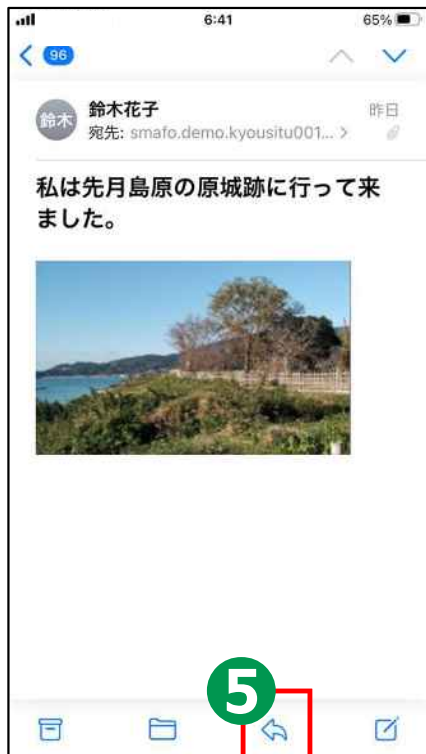 6:41
65%
96
鈴木
鈴木花子
昨日
宛先: smafo.demo.kyousitu001... >
私は先月島原の原城跡に行って来
ました。
5